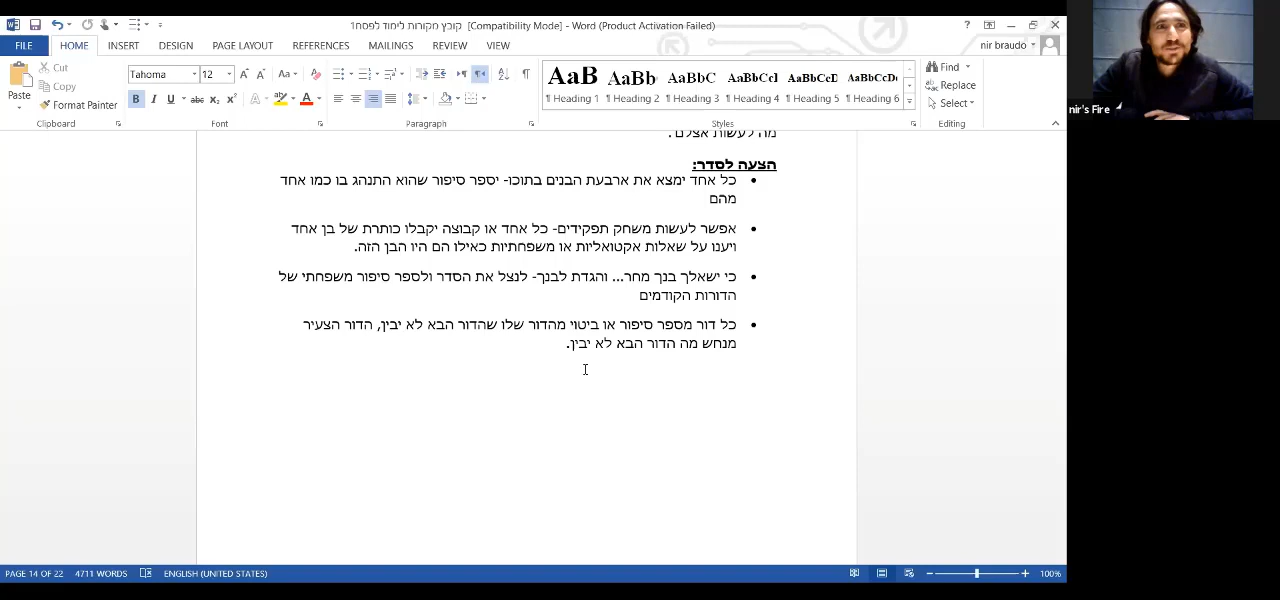 קובץ מקורות לימוד לפסח1 [Compatibility Mode] - Word (Product Activation Failed)
FILE HOME INSERT DESIGN PAGE LAYOUT REFERENCES MAILINGS REVIEW VIEW nir braudo
Paste Cut Copy Format Painter
Tahoma 12
AaB AaBb AaBbC AaBbCcI AaBbCcD AaBbCcDc
Heading 1 Heading 2 Heading 3 Heading 4 Heading 5 Heading 6
Find Replace Select
Clipboard Font Paragraph Styles Editing
nir's Fire
מה לעשות אצלם .
הצעה לסדר:
• כל אחד ימצא את ארבעת הבנים בתוכו- יספר סיפור שהוא התנהג בו כמו אחד
מהם
• אפשר לעשות משחק תפקידים- כל אחד או קבוצה יקבלו כותרת של בן אחד
ויענו על שאלות אקטואליות או משפחתיות כאילו הם היו הבן הזה.
• כי ישאלך בנך מחר... והגדת לבנך- לנצל את הסדר ולספר סיפור משפחתי של
הדורות הקודמים
• כל דור מספר סיפור או ביטוי מהדור שלו שהדור הבא לא יבין, הדור הצעיר
מנחש מה הדור הבא לא יבין.
PAGE 14 OF 22 4711 WORDS ENGLISH (UNITED STATES) 100%